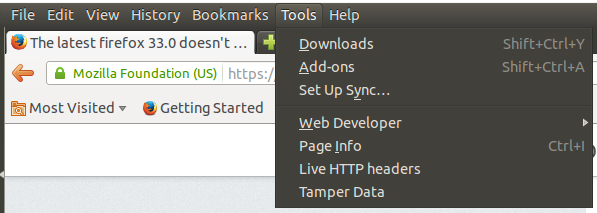 File Edit View History Bookmarks Tools Help
The latest firefox 33.0 doesn't ...
Downloads Shift+Ctrl+Y
Mozilla Foundation (US) https:/
Add-ons Shift+Ctrl+A
Set Up Sync...
Most Visited Getting Started
Web Developer
Page Info Ctrl+I
Live HTTP headers
Tamper Data